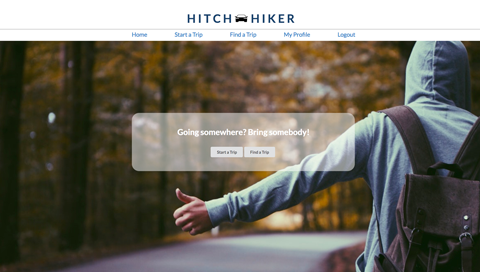 HITCH HIKER
Home Start a Trip Find a Trip My Profile Logout
Going somewhere? Bring somebody!
Start a Trip Find a Trip